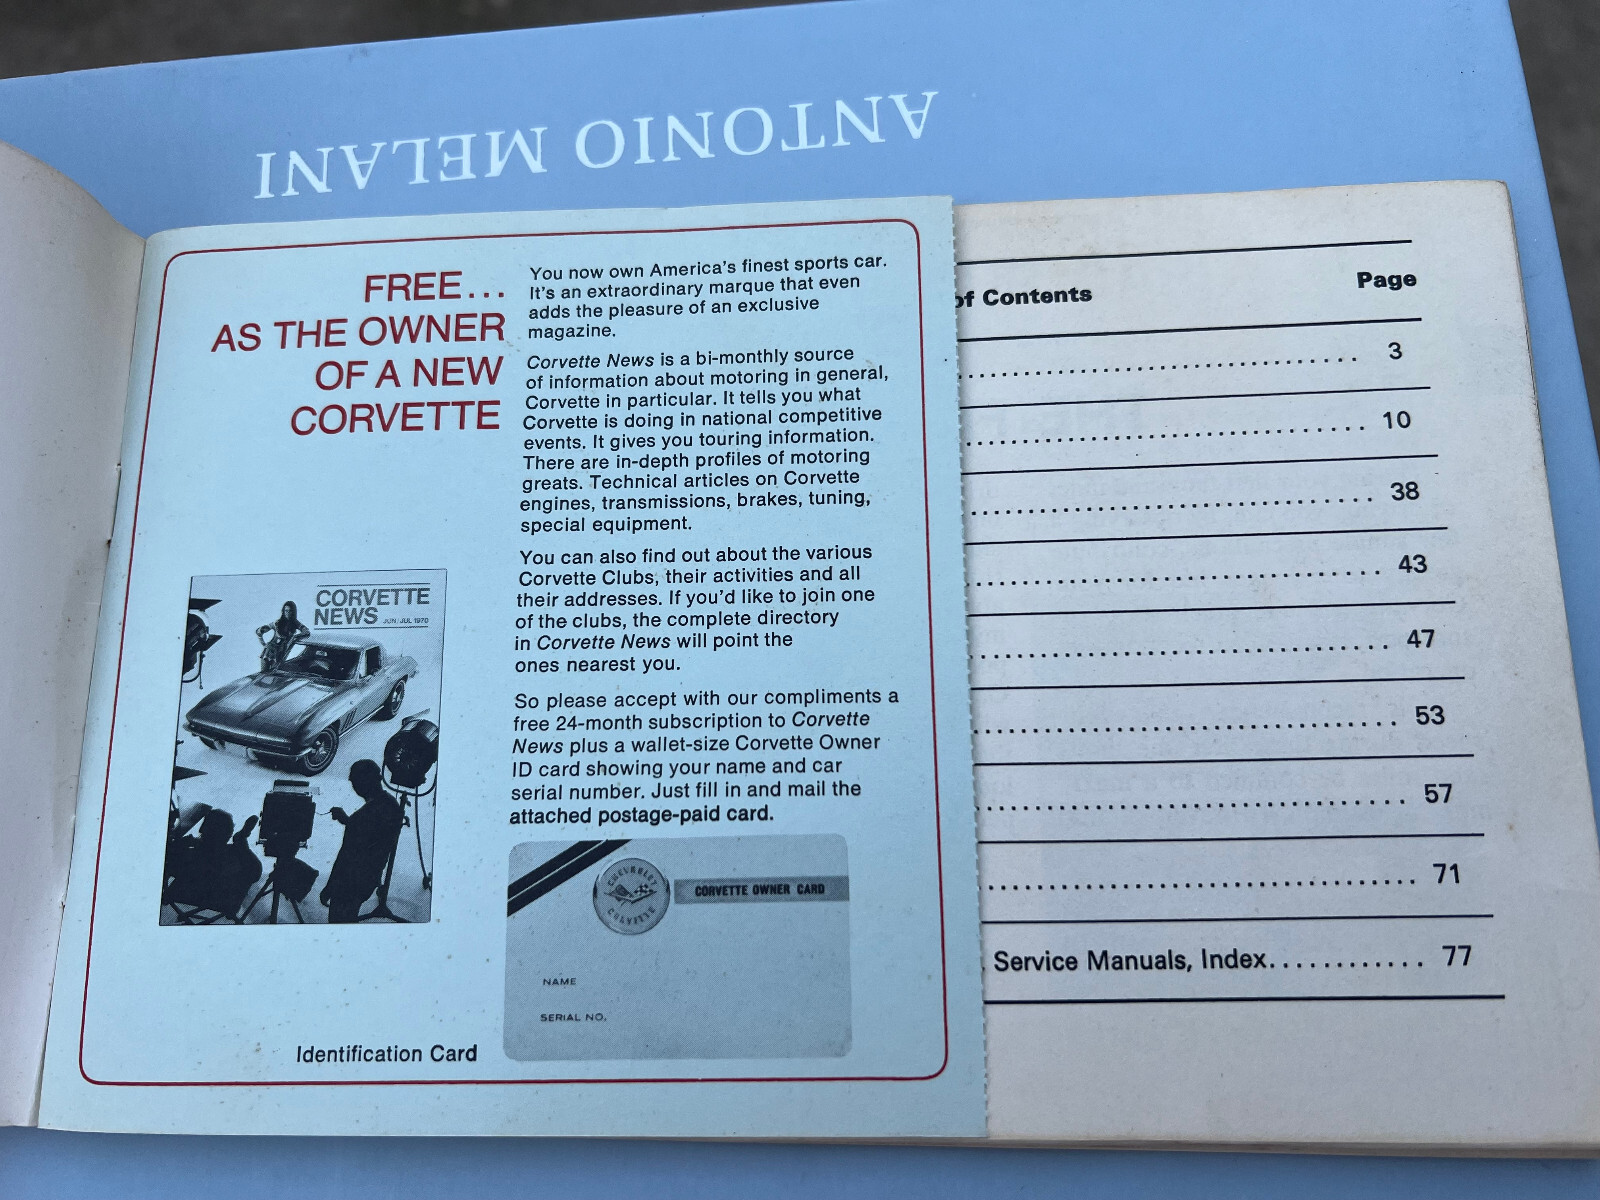 ANTONIO MELANI
FREE...
AS THE OWNER
OF A NEW
CORVETTE
You now own America's finest sports car.
It's an extraordinary marque that even
adds the pleasure of an exclusive
magazine.
Corvette News is a bi-monthly source
of information about motoring in general,
Corvette in particular. It tells you what
Corvette is doing in national competitive
events. It gives you touring information.
There are in-depth profiles of motoring
greats. Technical articles on Corvette
engines, transmissions, brakes, tuning,
special equipment.
You can also find out about the various
Corvette Clubs, their activities and all
their addresses. If you'd like to join one
of the clubs, the complete directory
in Corvette News will point the
ones nearest you.
So please accept with our compliments a
free 24-month subscription to Corvette
News plus a wallet-size Corvette Owner
ID card showing your name and car
serial number. Just fill in and mail the
attached postage-paid card.
CORVETTE
NEWS JUN/JUL 1970
CHEVROLET
CORVETTE
CORVETTE OWNER CARD
NAME
SERIAL NO.
Identification Card
of Contents Page
3
10
38
43
47
53
57
71
Service Manuals, Index............ 77